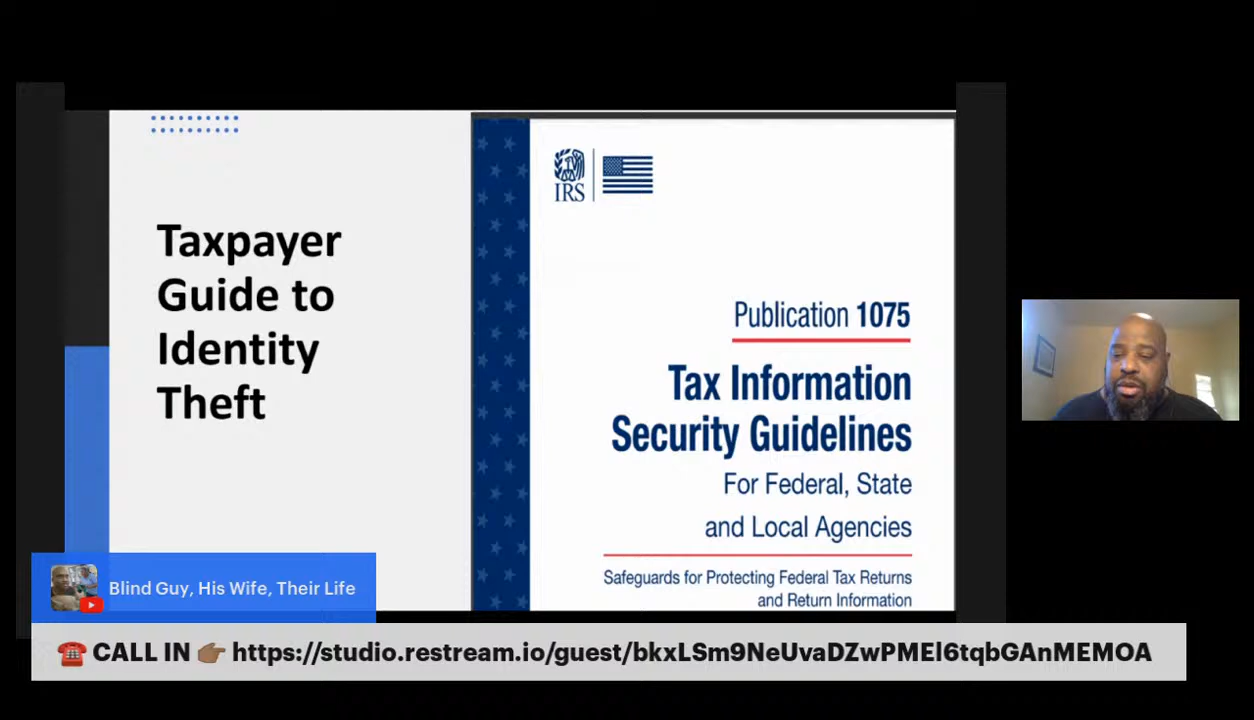 Taxpayer
Guide to
Identity
Theft
IRS
Publication 1075
Tax Information
Security Guidelines
For Federal, State
and Local Agencies
Safeguards for Protecting Federal Tax Returns
and Return Information
Blind Guy, His Wife, Their Life
☎️ CALL IN 👉🏾 https://studio.restream.io/guest/bkxLSm9NeUvaDZwPMEl6tqbGAnMEMOA